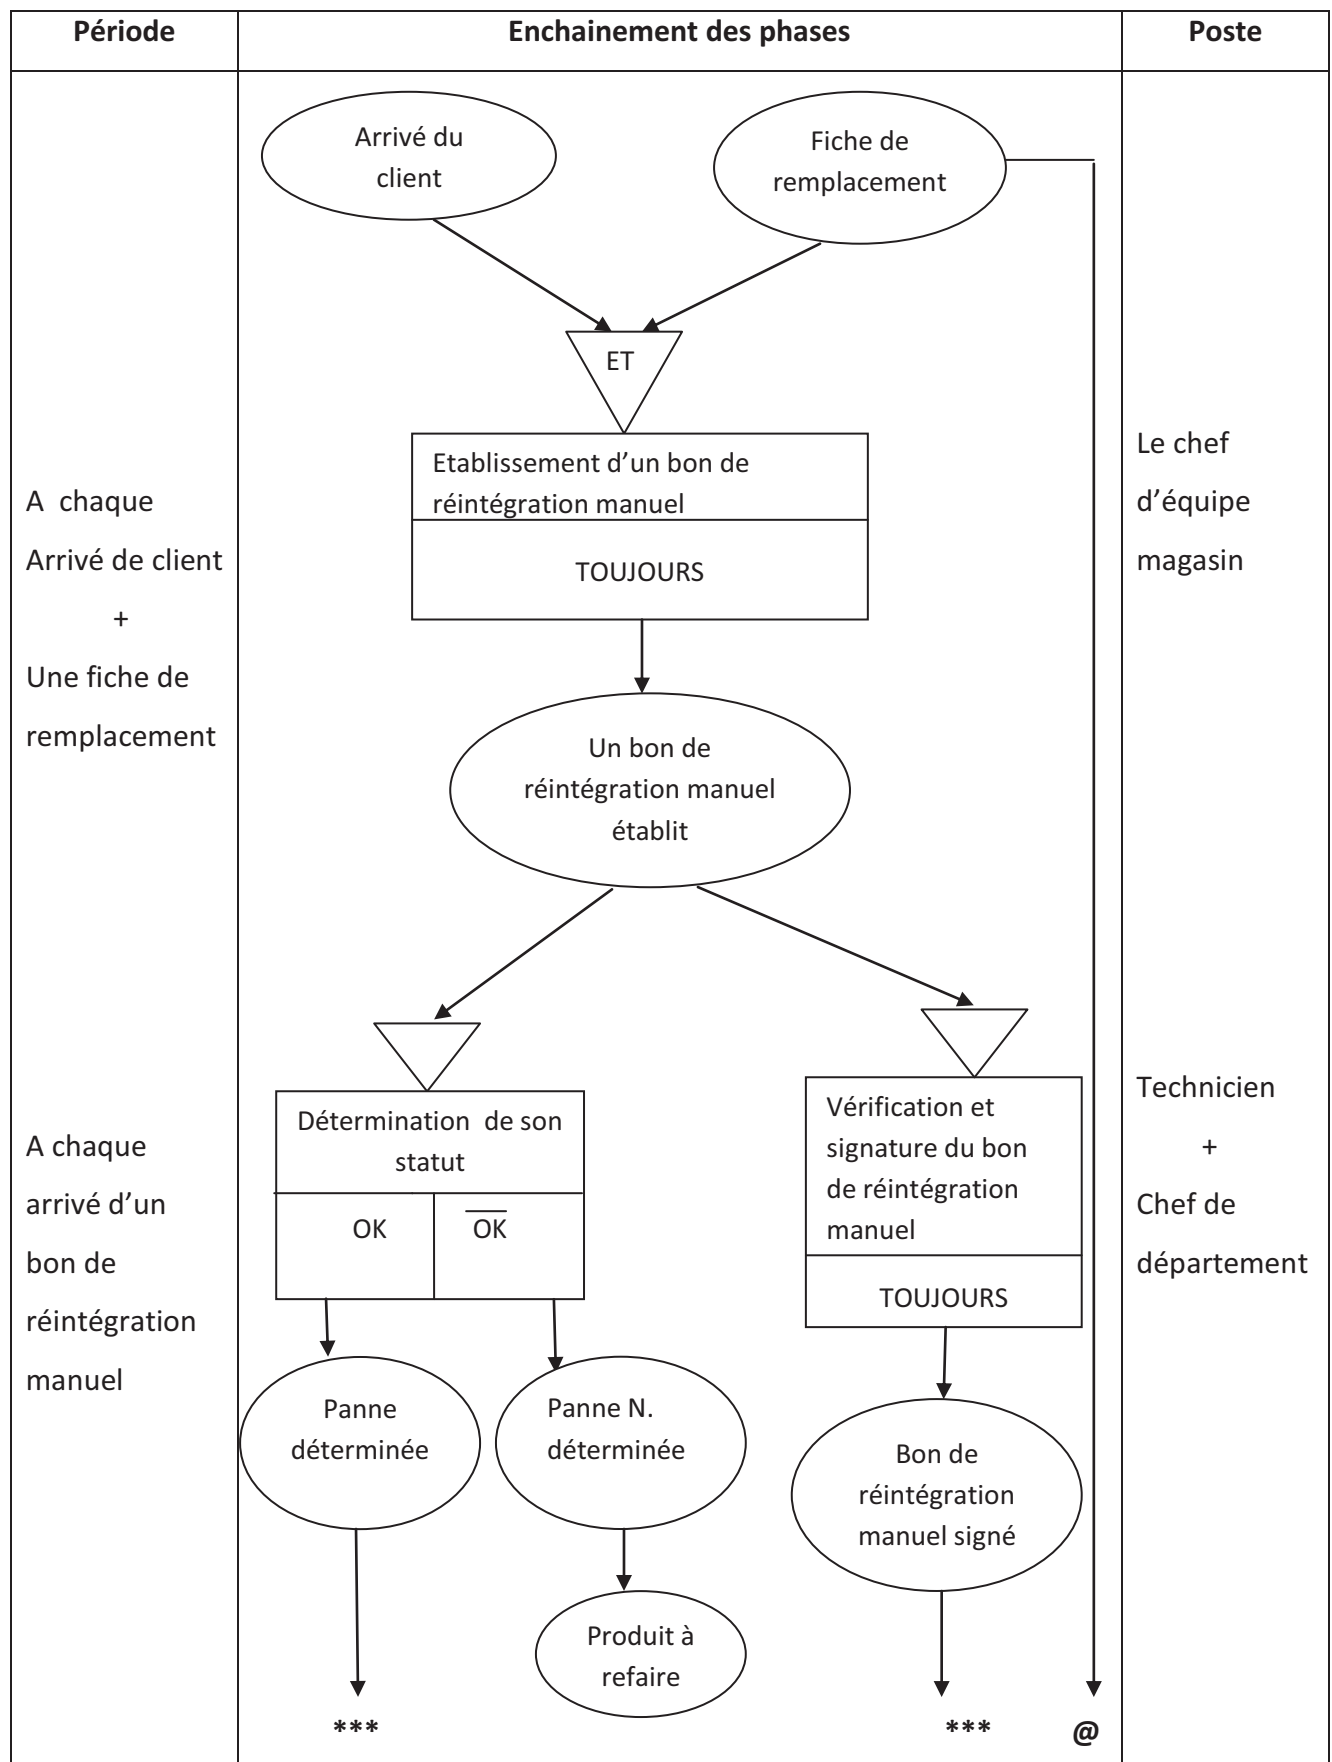 Période
Enchainement des phases
Poste
Arrivé du
client
Fiche de
remplacement
ET
Etablissement d’un bon de
réintégration manuel
TOUJOURS
A chaque
Arrivé de client
+
Une fiche de
remplacement
Le chef
d’équipe
magasin
Un bon de
réintégration manuel
établit
Détermination de son
statut
OK
OK
Vérification et
signature du bon
de réintégration
manuel
TOUJOURS
A chaque
arrivé d’un
bon de
réintégration
manuel
Technicien
+
Chef de
département
Panne
déterminée
Panne N.
déterminée
Bon de
réintégration
manuel signé
Produit à
refaire
***
***
@